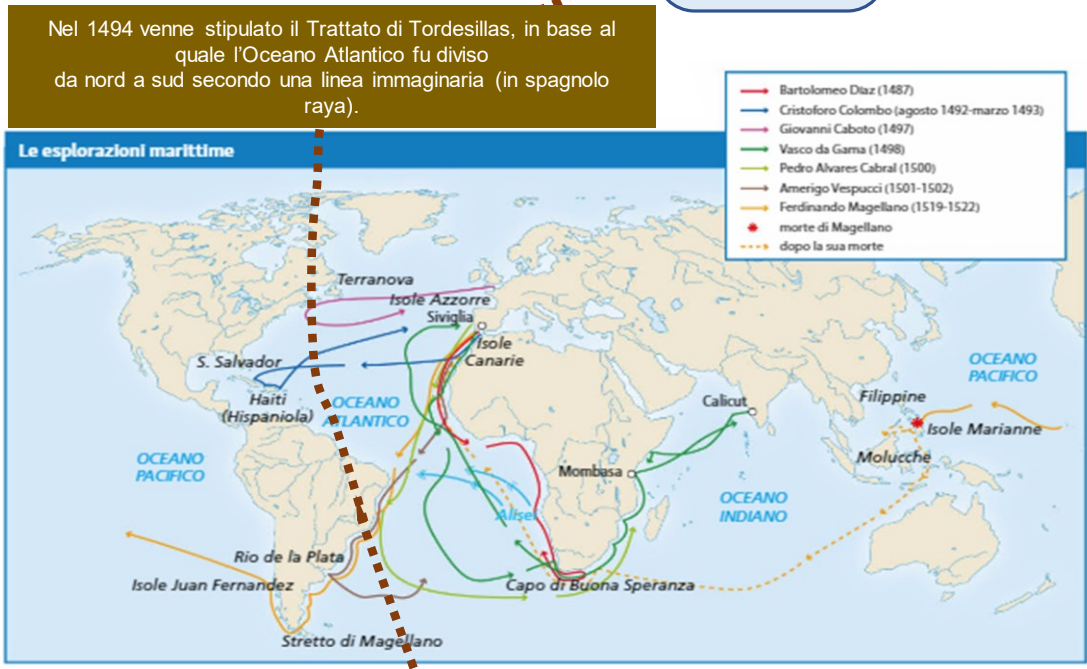 Nel 1494 venne stipulato il Trattato di Tordesillas, in base al
quale l'Oceano Atlantico fu diviso
da nord a sud secondo una linea immaginaria (in spagnolo
raya).
Bartolomeo Diaz (1487)
Cristoforo Colombo (agosto 1492-marzo 1493)
Giovanni Caboto (1497)
Vasco da Gama (1498)
Pedro Alvares Cabral (1500)
Amerigo Vespucci (1501-1502)
Ferdinando Magellano (1519-1522)
morte di Magellano
dopo la sua morte
Le esplorazioni marittime
Terranova
Isole Azzorre
Siviglia
Isole
Canarie
S. Salvador
Haiti
(Hispaniola)
OCEANO
ATLANTICO
OCEANO
PACIFICO
Calicut
Filippine
OCEANO
PACIFICO
Isole Marianne
Molucche
Mombasa
OCEANO
INDIANO
Alisei
Rio de la Plata
Isole Juan Fernandez
Capo di Buona Speranza
Stretto di Magellano